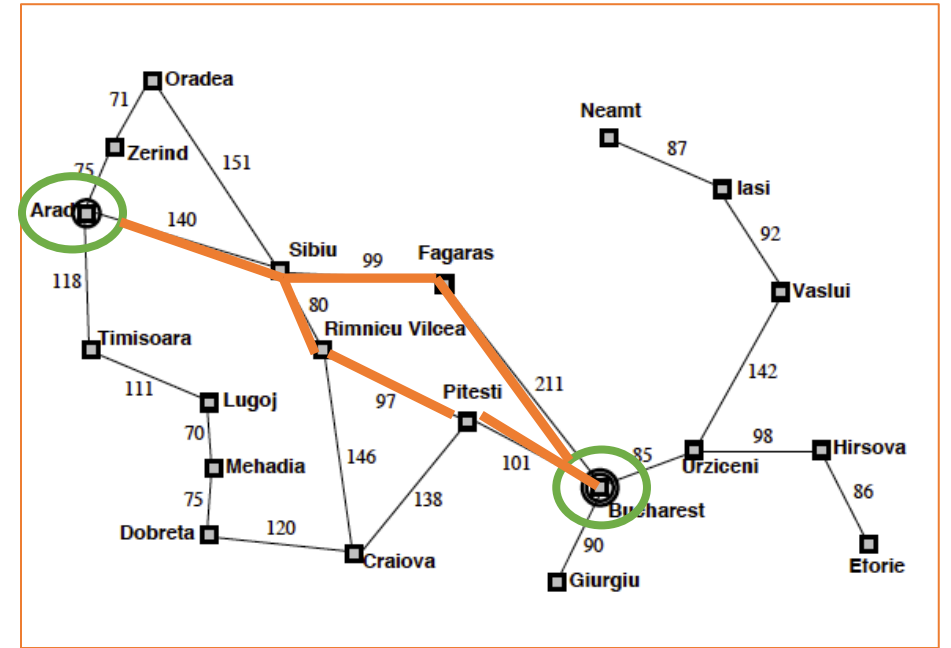 Oradea
71
Neamt
87
Zerind
151
75
Iasi
Arad
140
92
Sibiu
99
Fagaras
118
80
Vaslui
Rimnicu Vilcea
Timisoara
142
111
211
Lugoj
97
Pitesti
70
98
Hirsova
146
101
85
Urziceni
Mehadia
86
75
138
Bucharest
Dobreta
120
90
Craiova
Eforie
Giurgiu